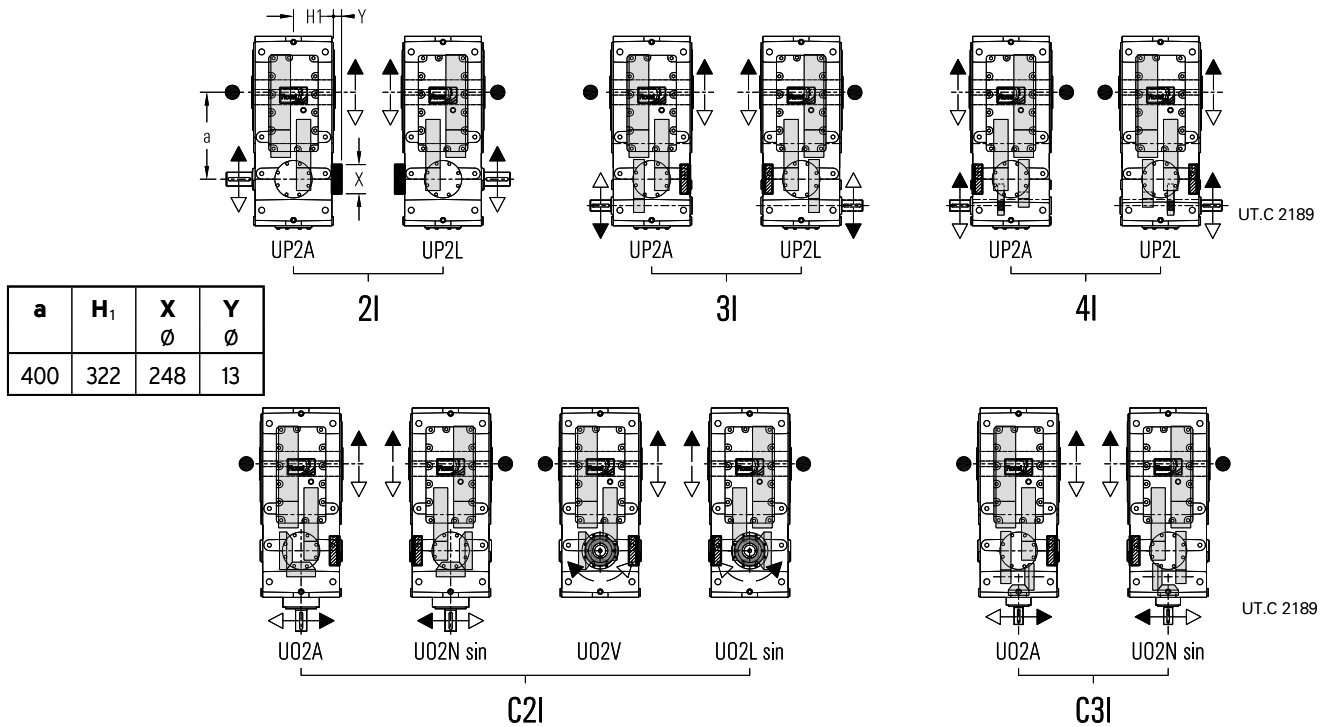 H1 Y
a
X
UP2A UP2L UP2A UP2L UP2A UP2L
UT.C 2189
2I 3I 4I
a H₁ X Ø Y Ø
400 322 248 13
UO2A UO2N sin UO2V UO2L sin UO2A UO2N sin
UT.C 2189
C2I C3I